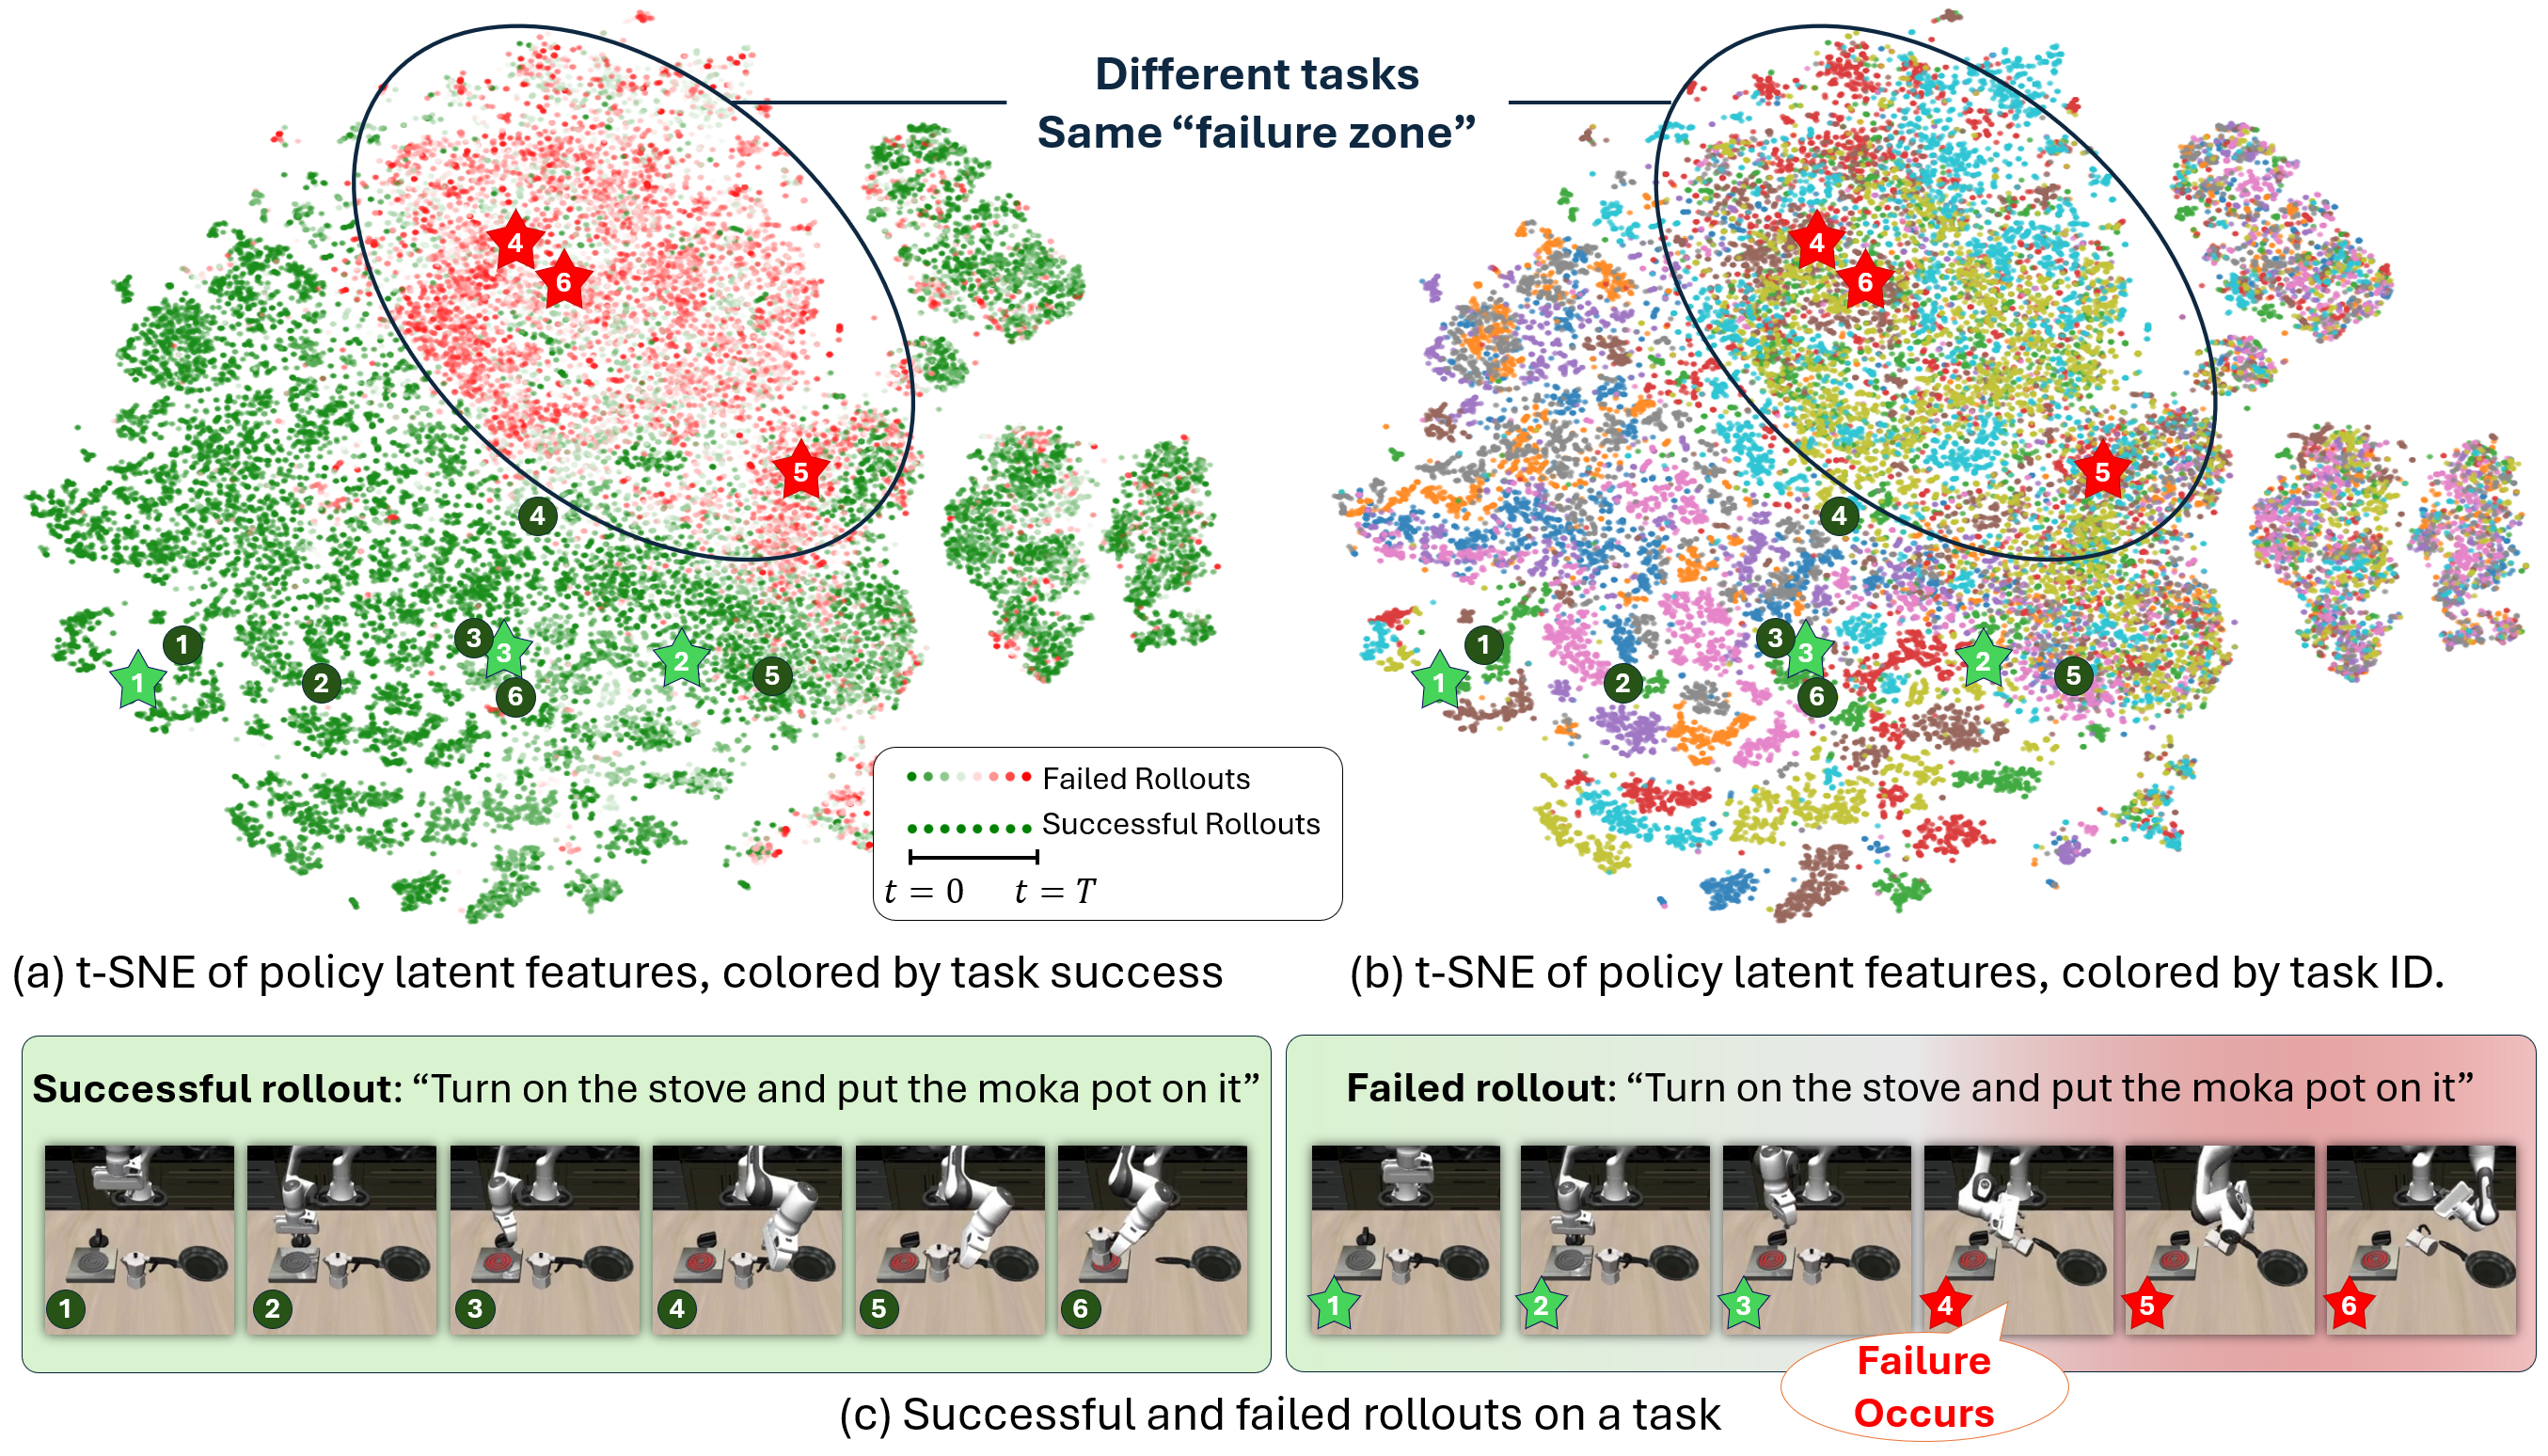 Different tasks
Same “failure zone”
4
6
5
4
1
1
2
3
3
6
2
5
4
6
5
4
1
1
2
3
3
6
2
5
Failed Rollouts
Successful Rollouts
t = 0 t = T
(a) t-SNE of policy latent features, colored by task success
(b) t-SNE of policy latent features, colored by task ID.
Successful rollout: “Turn on the stove and put the moka pot on it”
1 2 3 4 5 6
Failed rollout: “Turn on the stove and put the moka pot on it”
1 2 3 4 5 6
Failure
Occurs
(c) Successful and failed rollouts on a task